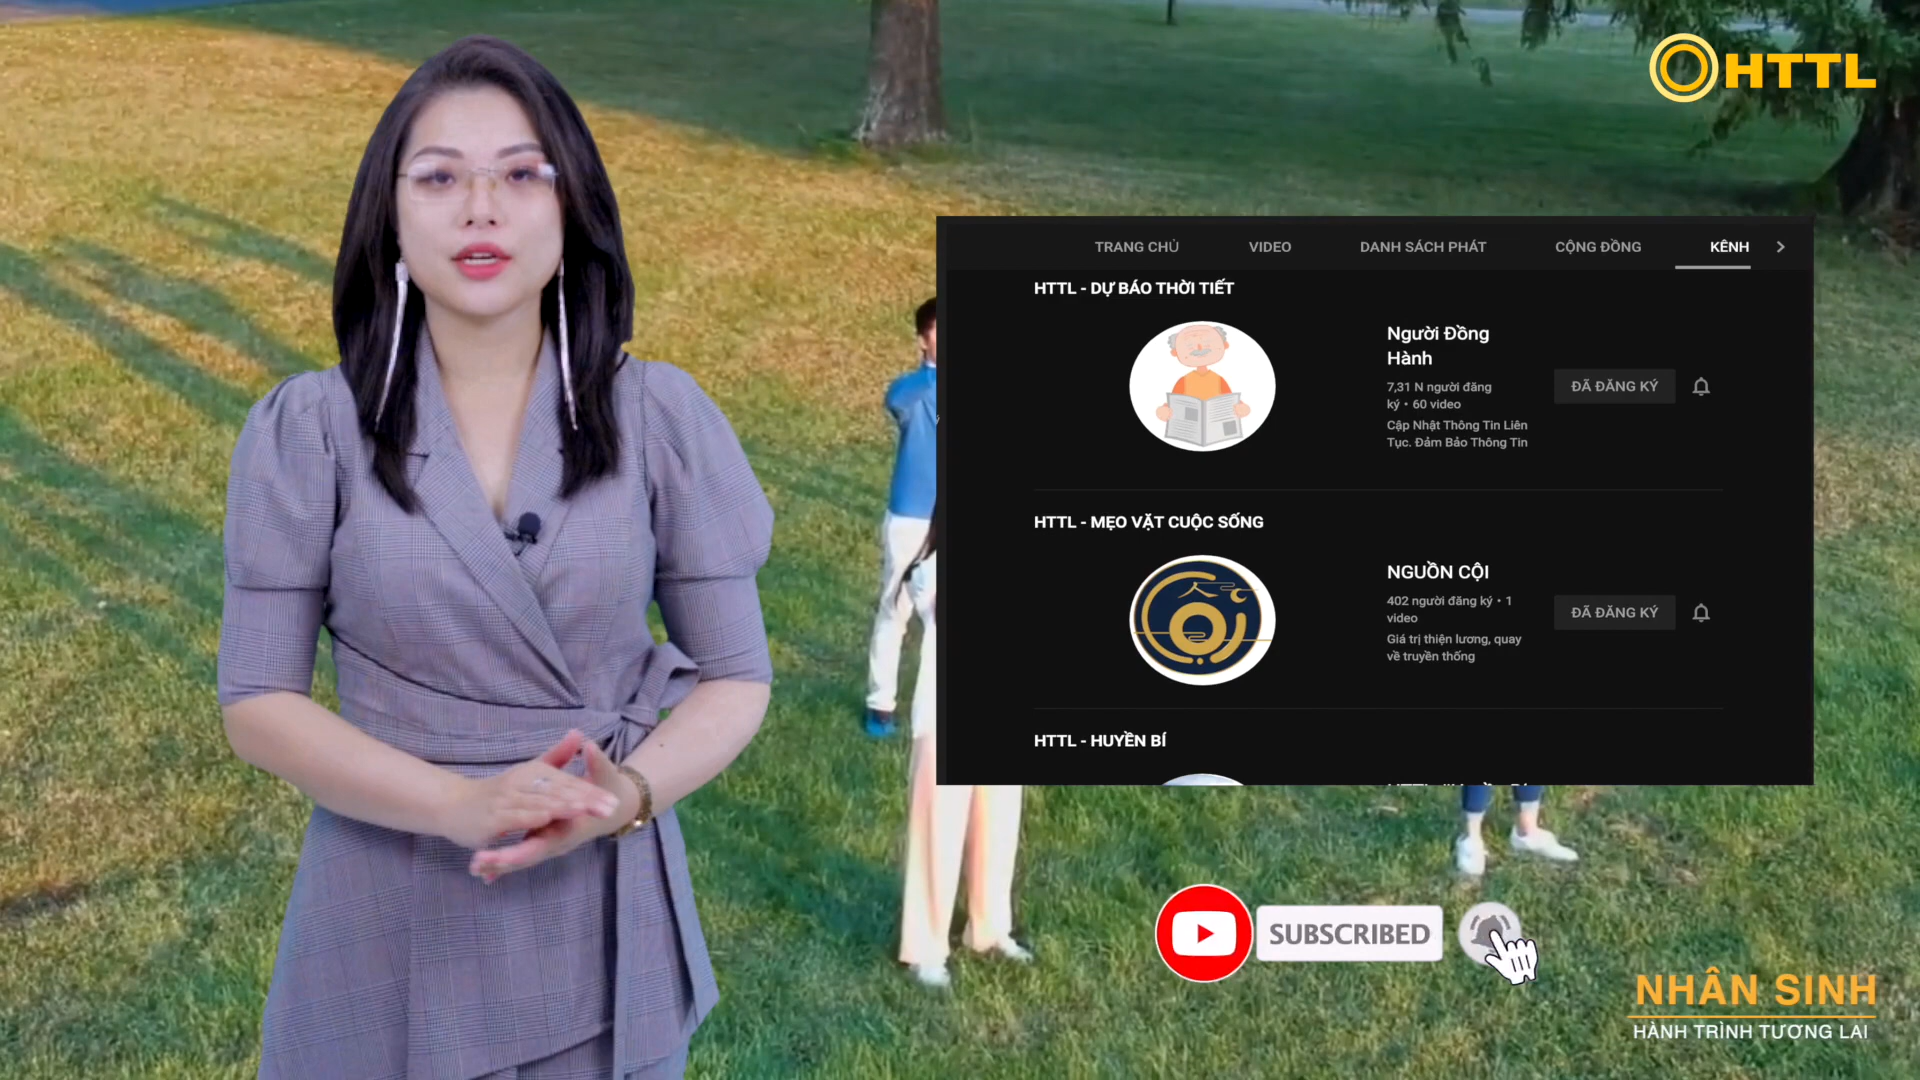 HTTL
TRANG CHỦ VIDEO DANH SÁCH PHÁT CỘNG ĐỒNG KÊNH
HTTL - DỰ BÁO THỜI TIẾT
Người Đồng
Hành
7,31 N người đăng
ký • 60 video
Cập Nhật Thông Tin Liên
Tục. Đảm Bảo Thông Tin
ĐÃ ĐĂNG KÝ
HTTL - MẸO VẶT CUỘC SỐNG
NGUỒN CỘI
402 người đăng ký • 1
video
Giá trị thiện lương, quay
về truyền thống
ĐÃ ĐĂNG KÝ
HTTL - HUYỀN BÍ
SUBSCRIBED
NHÂN SINH
HÀNH TRÌNH TƯƠNG LAI